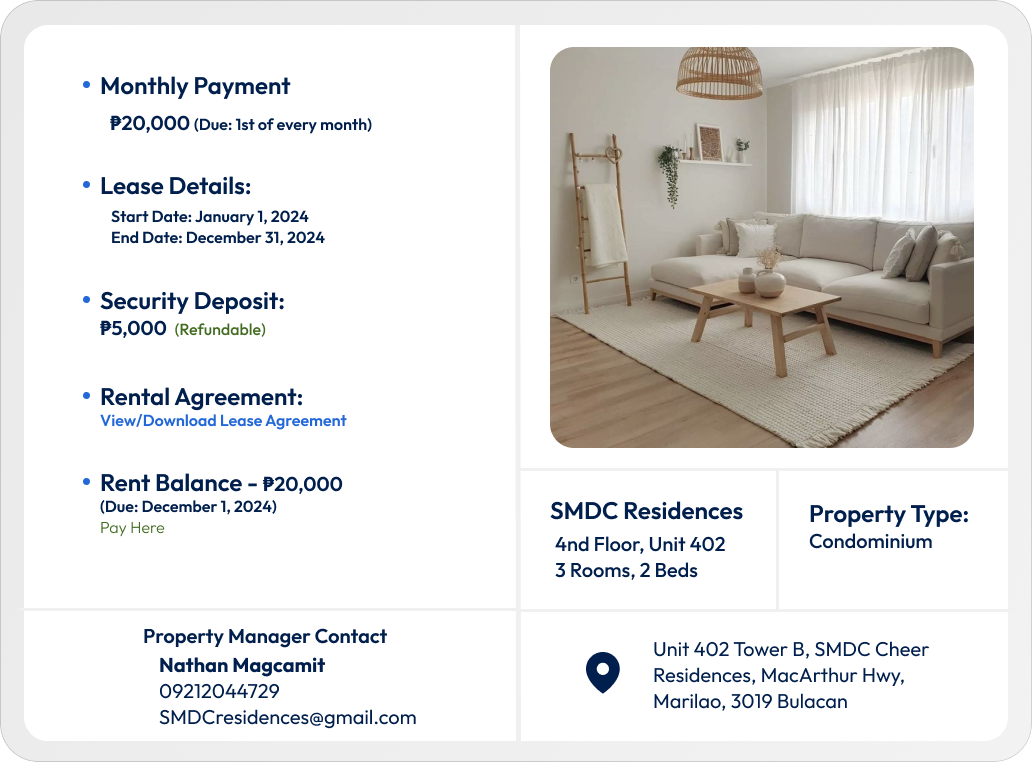 Monthly Payment
₱20,000 (Due: 1st of every month)
Lease Details:
Start Date: January 1, 2024
End Date: December 31, 2024
Security Deposit:
₱5,000 (Refundable)
Rental Agreement:
View/Download Lease Agreement
Rent Balance - ₱20,000
(Due: December 1, 2024)
Pay Here
Property Manager Contact
Nathan Magcamit
09212044729
SMDCresidences@gmail.com
SMDC Residences
4nd Floor, Unit 402
3 Rooms, 2 Beds
Property Type:
Condominium
Unit 402 Tower B, SMDC Cheer
Residences, MacArthur Hwy,
Marilao, 3019 Bulacan